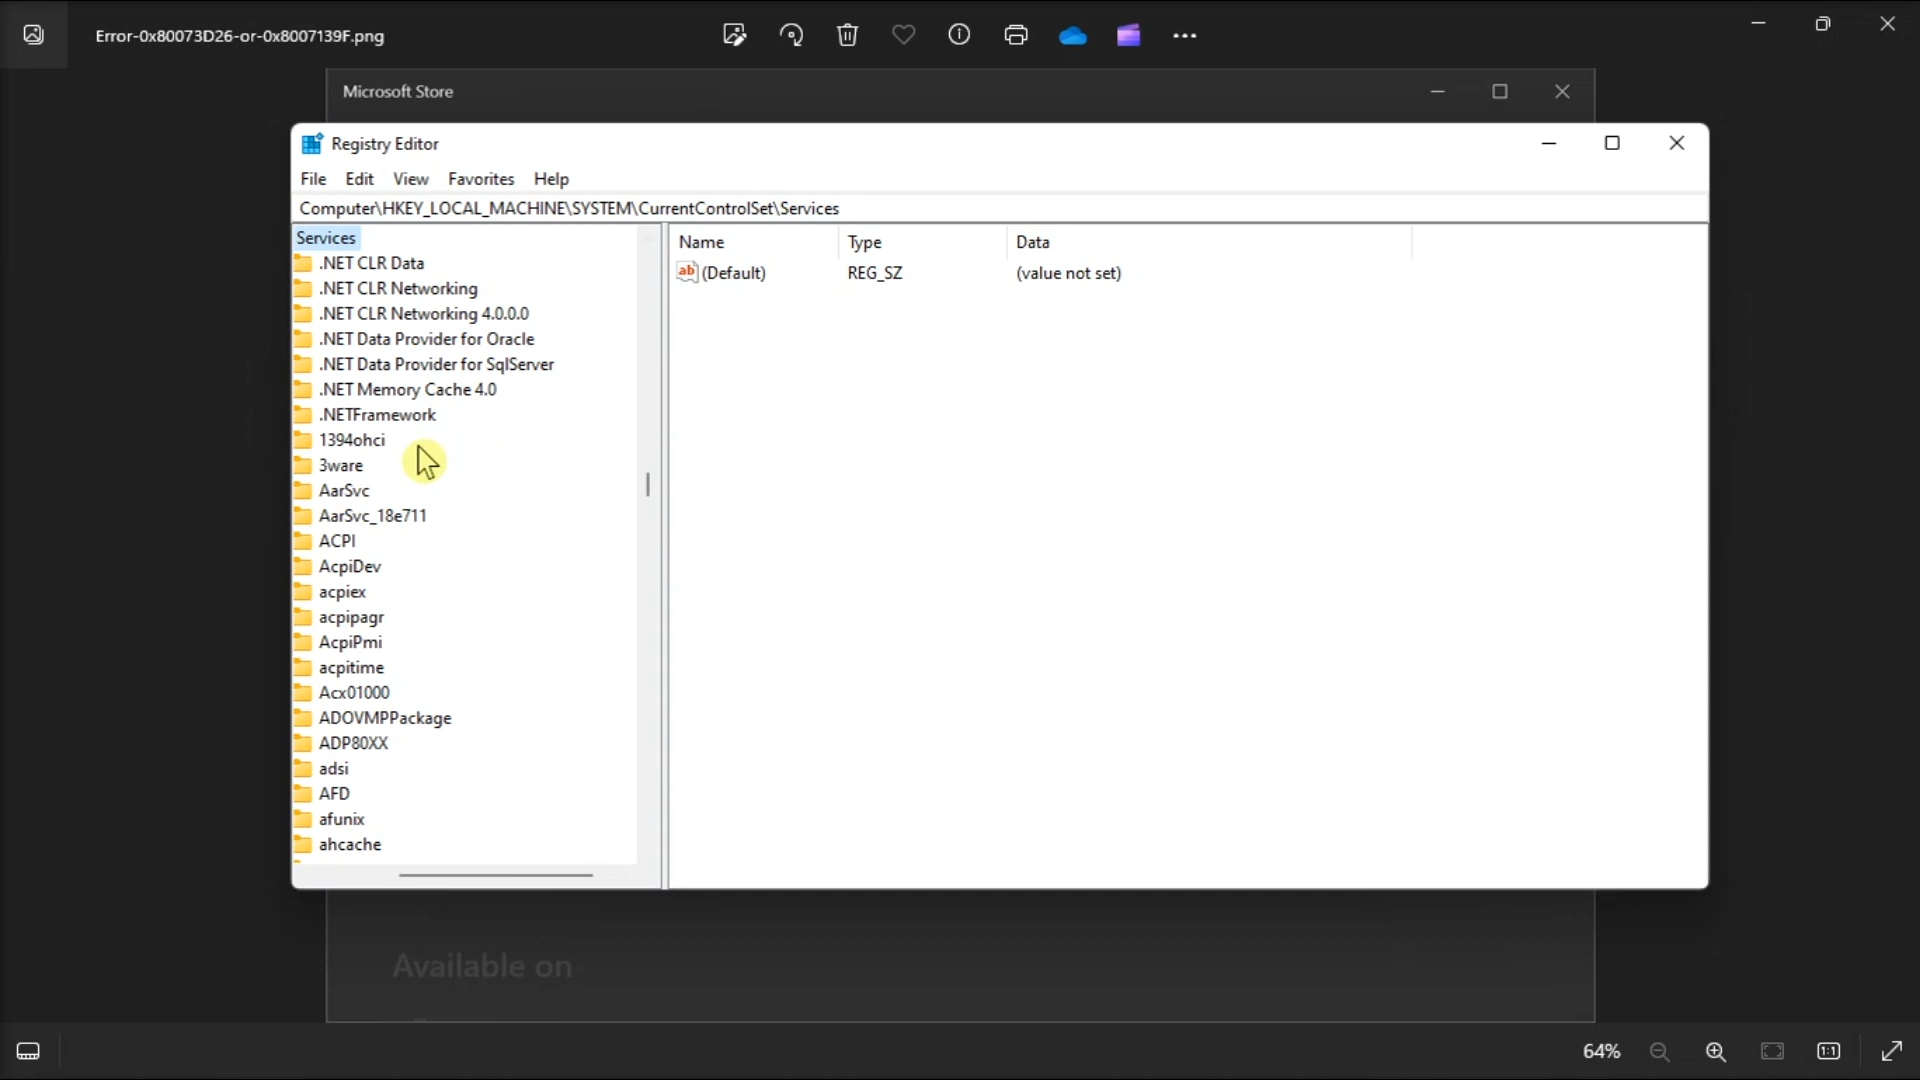 Error-0x80073D26-or-0x8007139F.png
Microsoft Store
Registry Editor
File Edit View Favorites Help
Computer\HKEY_LOCAL_MACHINE\SYSTEM\CurrentControlSet\Services
Services
.NET CLR Data
.NET CLR Networking
.NET CLR Networking 4.0.0.0
.NET Data Provider for Oracle
.NET Data Provider for SqlServer
.NET Memory Cache 4.0
.NETFramework
1394ohci
3ware
AarSvc
AarSvc_18e711
ACPI
AcpiDev
acpiex
acpipagr
AcpiPmi
acpitime
Acx01000
ADOVMPPackage
ADP80XX
adsi
AFD
afunix
ahcache
Name Type Data
ab (Default) REG_SZ (value not set)
Available on
64% 1:1